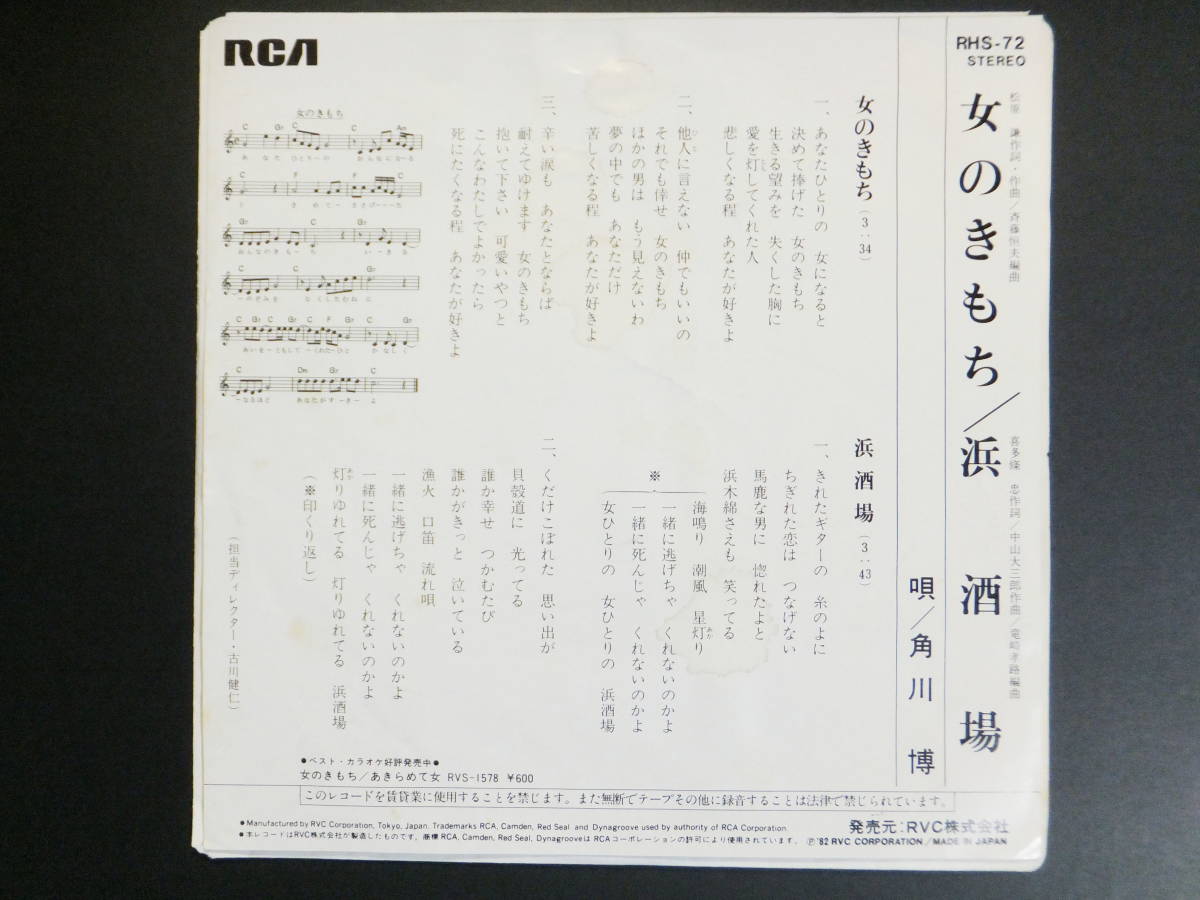 RCA
RHS-72
STEREO
女のきもち／浜酒場
松原 謙作詞・作曲／斉藤恒夫編曲
喜多條 忠作詞／中山大三郎作曲／竜崎孝路編曲
唄／角川 博
女のきもち（3：34）
一、あなたひとりの 女になると
決めて捧げた 女のきもち
生きる望みを 失くした胸に
愛を灯してくれた人
悲しくなる程 あなたが好きよ
二、他人に言えない 仲でもいいの
それでも倖せ 女のきもち
ほかの男は もう見えないわ
夢の中でも あなただけ
苦しくなる程 あなたが好きよ
三、辛い涙も あなたとならば
耐えてゆけます 女のきもち
抱いて下さい 可愛いやつと
こんなわたしでよかったら
死にたくなる程 あなたが好きよ
女のきもち
浜酒場（3：43）
一、きれたギターの 糸のよに
ちぎれた恋は つなげない
馬鹿な男に 惚れたよと
浜木綿さえも 笑ってる
※
海鳴り 潮風 星灯り
一緒に逃げちゃ くれないのかよ
一緒に死んじゃ くれないのかよ
女ひとりの 女ひとりの 浜酒場
二、くだけこぼれた 思い出が
貝殻道に 光ってる
誰か幸せ つかむたび
誰かがきっと 泣いている
漁火 口笛 流れ唄
一緒に逃げちゃ くれないのかよ
一緒に死んじゃ くれないのかよ
灯りゆれてる 灯りゆれてる 浜酒場
（※印くり返し）
（担当ディレクター・古川健仁）
●ベスト・カラオケ好評発売中●
女のきもち／あきらめて女 RVS-1578 ¥600
このレコードを賃貸業に使用することを禁じます。また無断でテープその他に録音することは法律で禁じられています。
●Manufactured by RVC Corporation, Tokyo, Japan. Trademarks RCA, Camden, Red Seal and Dynagroove used by authority of RCA Corporation.
●本レコードはRVC株式会社が製造したものです。商標RCA, Camden, Red Seal, DynagrooveはRCAコーポレーションの許可により使用されています。
発売元：RVC株式会社
Ⓟ'82 RVC CORPORATION／MADE IN JAPAN